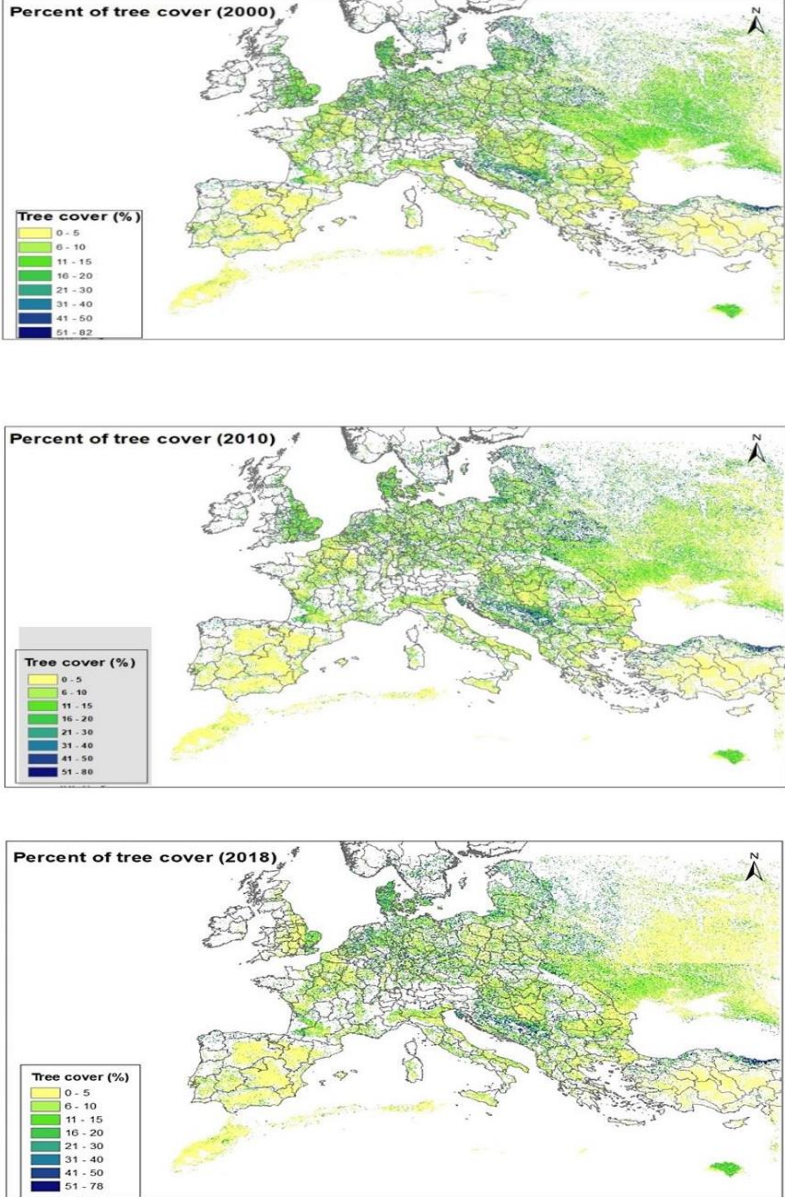 Percent of tree cover (2000)
N
Tree cover (%)
0 - 5
6 - 10
11 - 15
16 - 20
21 - 30
31 - 40
41 - 50
51 - 82
Percent of tree cover (2010)
N
Tree cover (%)
0 - 5
6 - 10
11 - 15
16 - 20
21 - 30
31 - 40
41 - 50
51 - 80
Percent of tree cover (2018)
N
Tree cover (%)
0 - 5
6 - 10
11 - 15
16 - 20
21 - 30
31 - 40
41 - 50
51 - 78